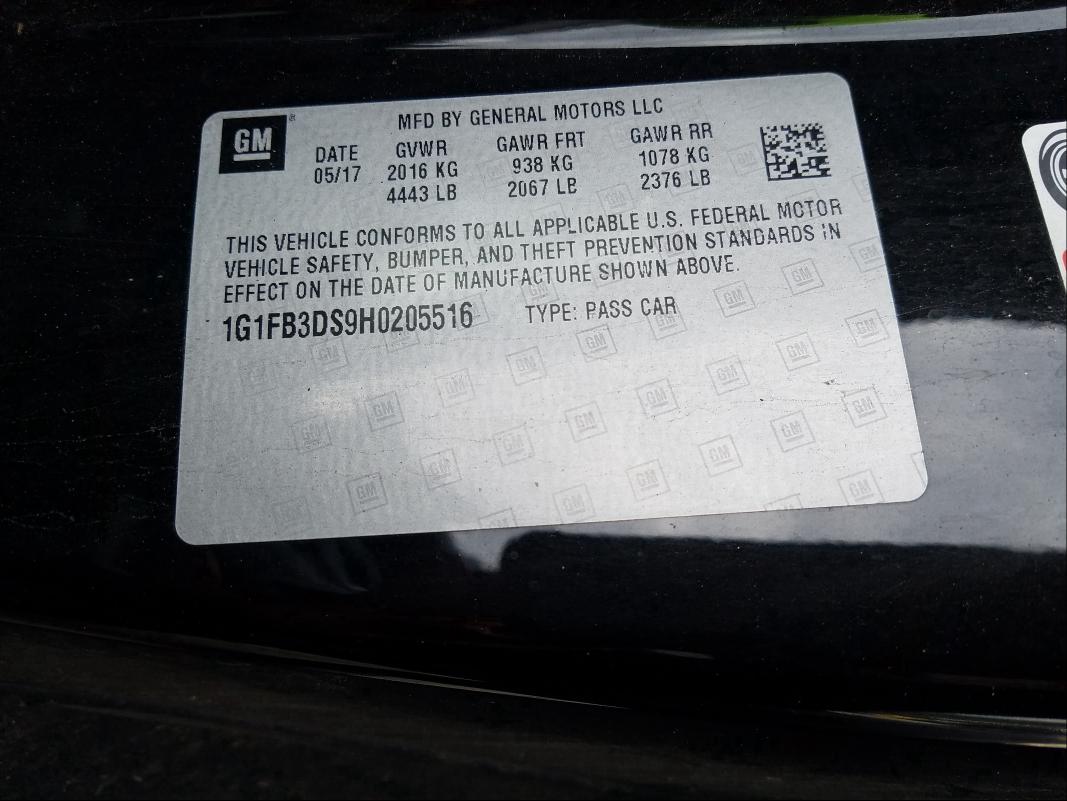 GM ® MFD BY GENERAL MOTORS LLC
DATE GVWR GAWR FRT GAWR RR
05/17 2016 KG 938 KG 1078 KG
4443 LB 2067 LB 2376 LB
THIS VEHICLE CONFORMS TO ALL APPLICABLE U.S. FEDERAL MOTOR
VEHICLE SAFETY, BUMPER, AND THEFT PREVENTION STANDARDS IN
EFFECT ON THE DATE OF MANUFACTURE SHOWN ABOVE.
1G1FB3DS9H0205516 TYPE: PASS CAR